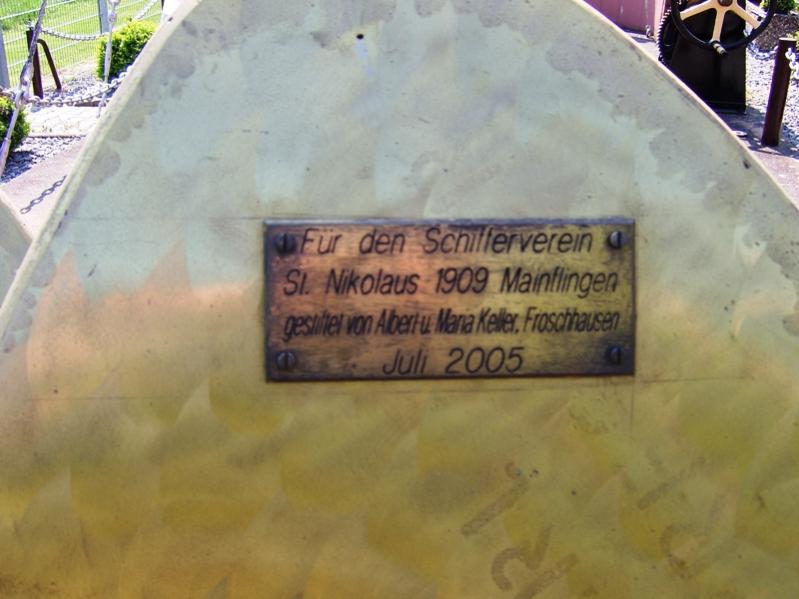 Für den Schifferverein
St. Nikolaus 1909 Mainflingen
gestiftet von Albert u. Maria Keller, Froschhausen
Juli 2005